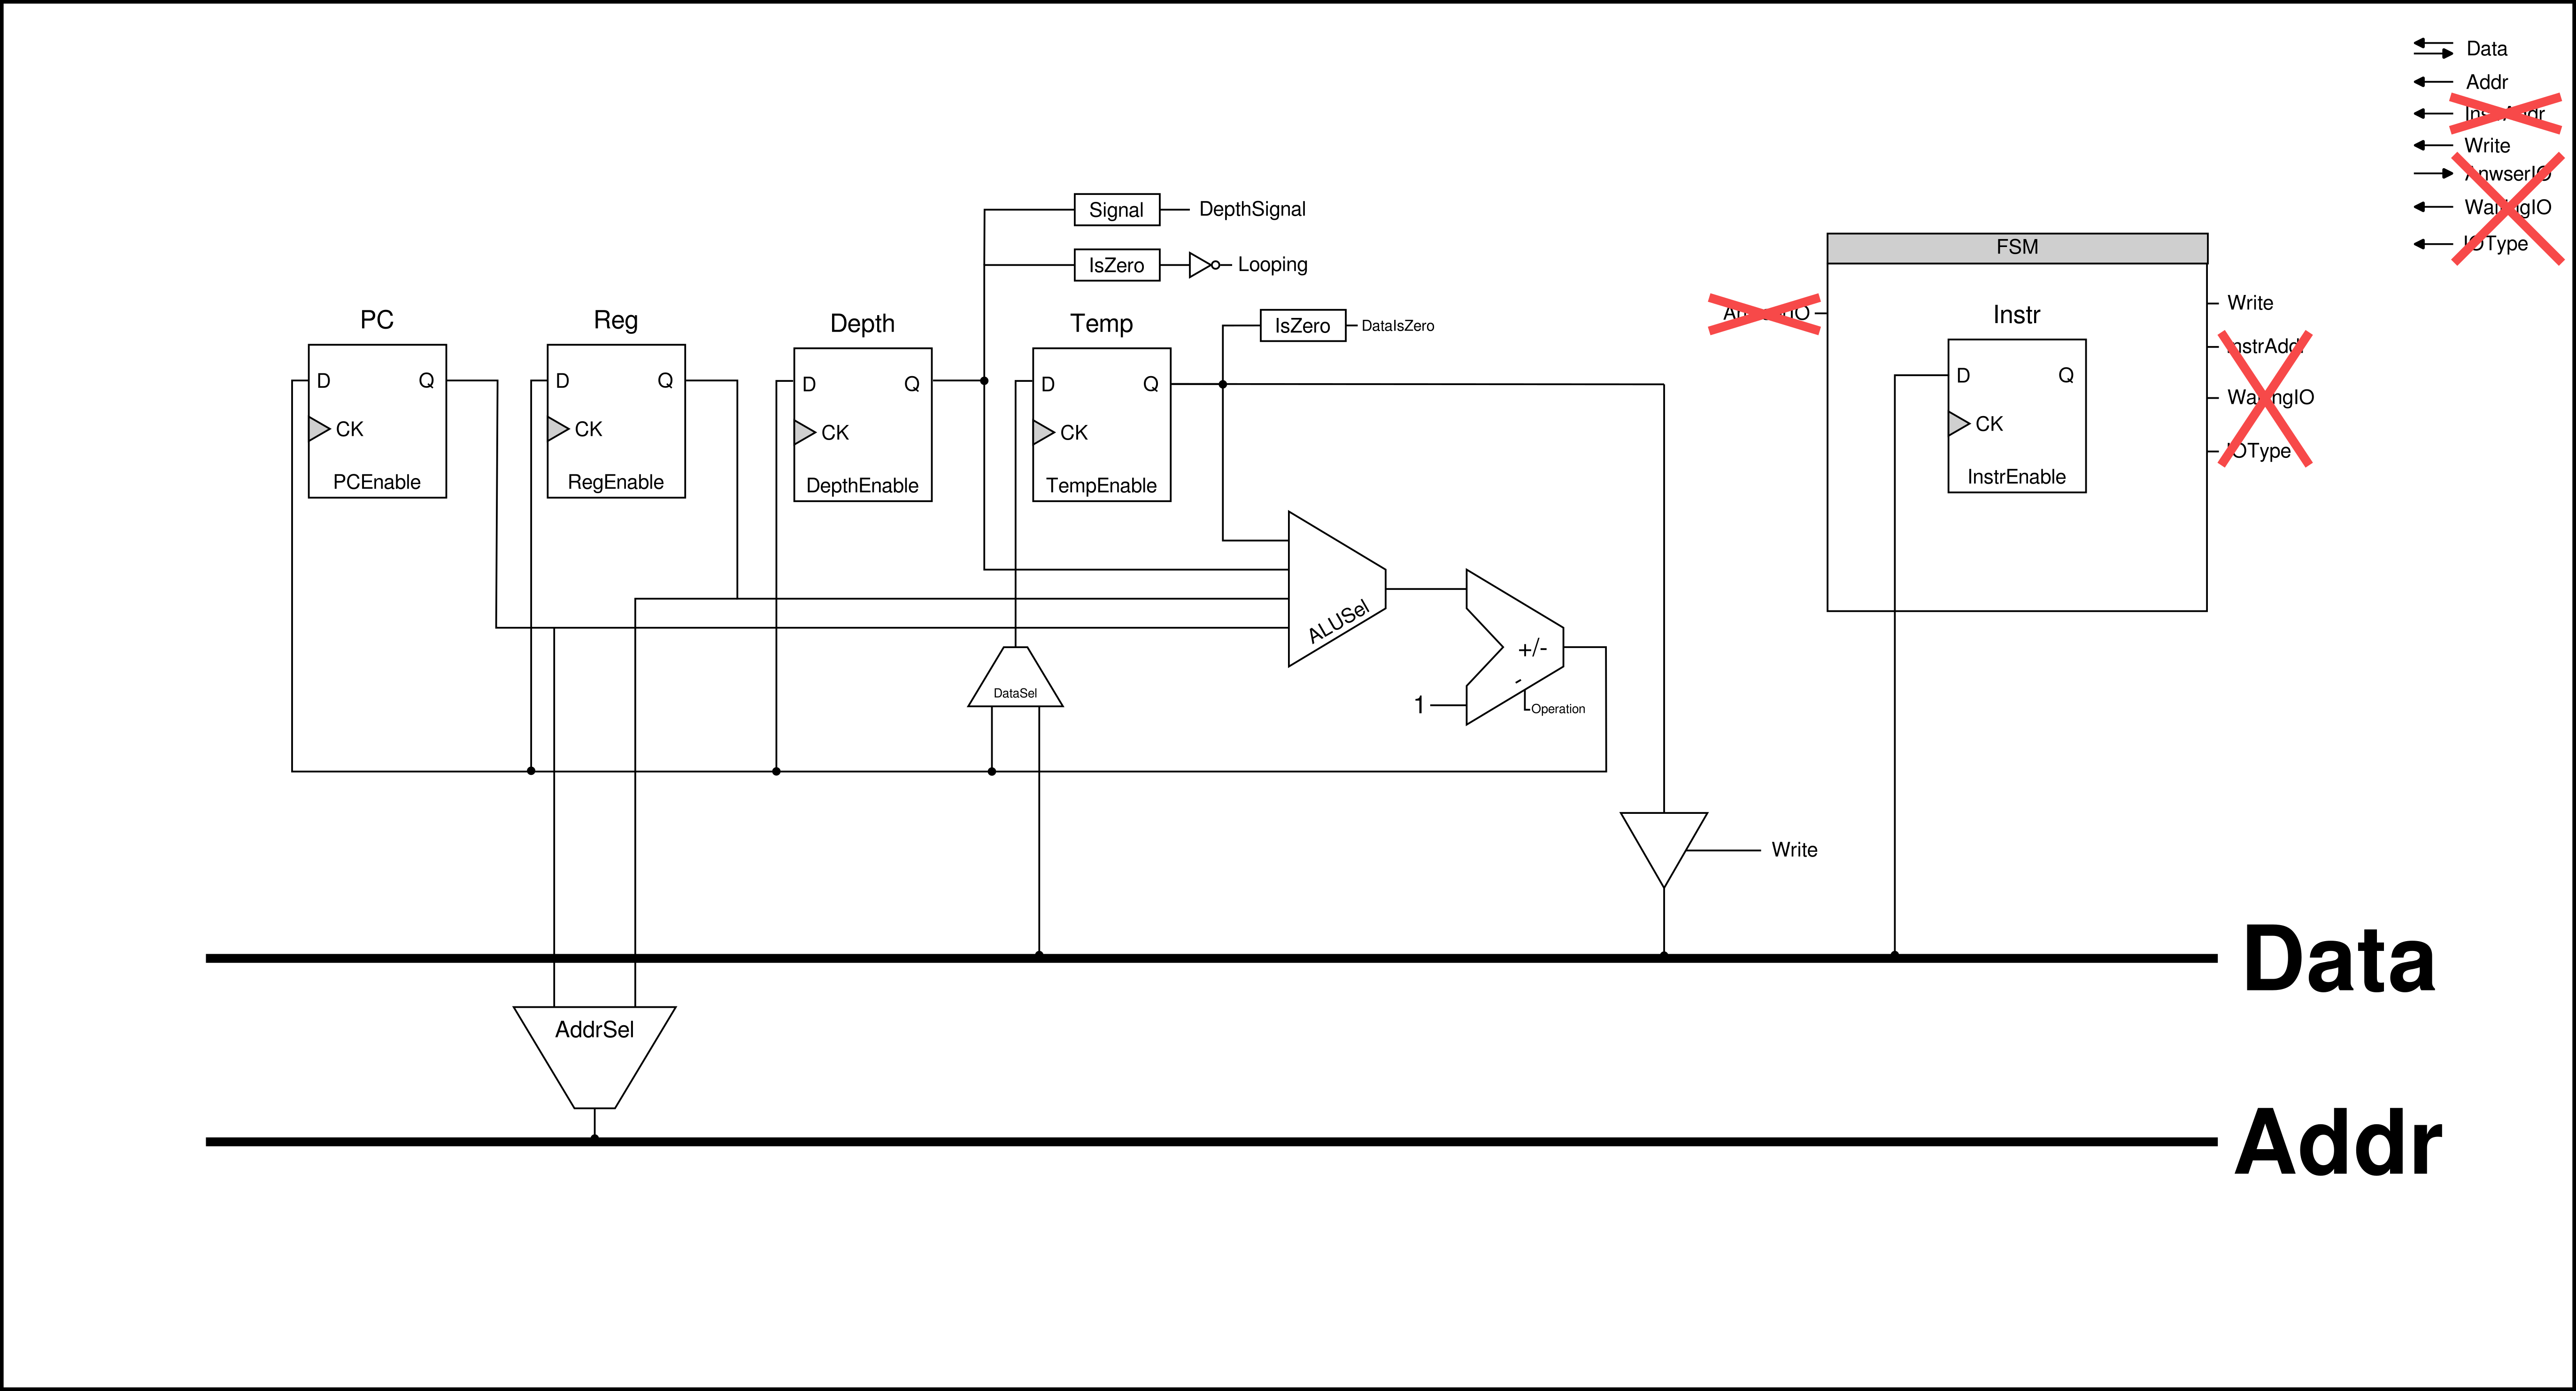 Data
Addr
Write
AnwserIO
WaitingIO
IOType
Signal
DepthSignal
IsZero
Looping
FSM
Write
InstrAddr
WaitingIO
IOType
PC
Reg
Depth
Temp
IsZero
DataIsZero
Instr
D
Q
CK
PCEnable
D
Q
CK
RegEnable
D
Q
CK
DepthEnable
D
Q
CK
TempEnable
D
Q
CK
InstrEnable
ALUSel
+/-
-
1
Operation
DataSel
Write
Data
AddrSel
Addr